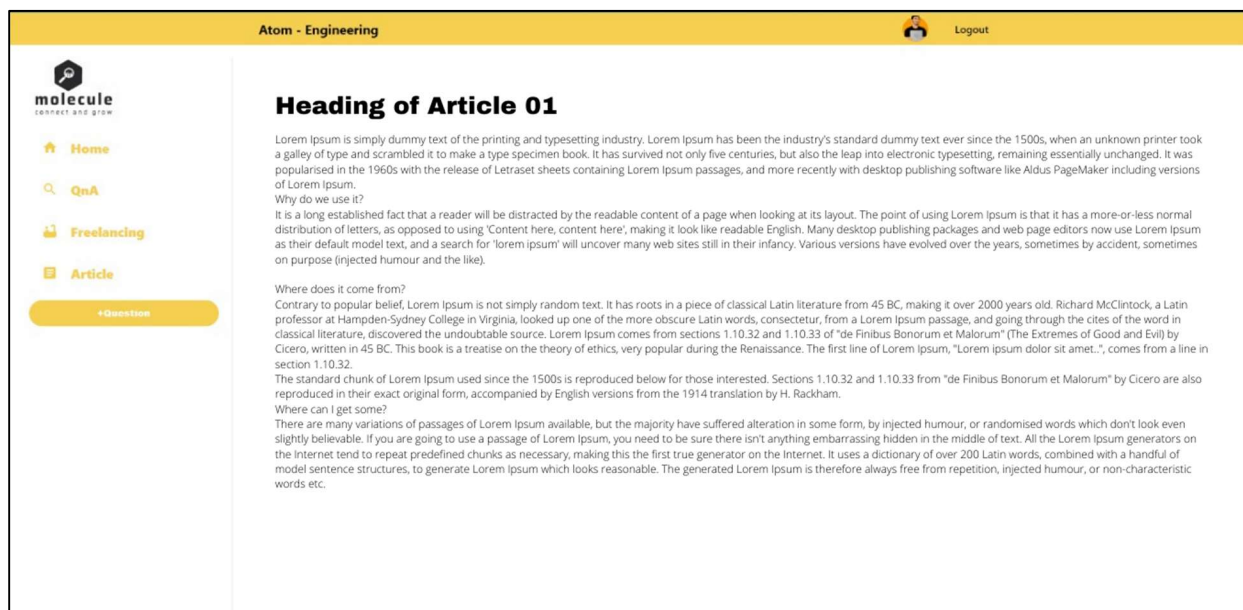 Atom - Engineering
Logout
molecule
connect and grow
Home
QnA
Freelancing
Article
+Question
Heading of Article 01
Lorem Ipsum is simply dummy text of the printing and typesetting industry. Lorem Ipsum has been the industry's standard dummy text ever since the 1500s, when an unknown printer took
a galley of type and scrambled it to make a type specimen book. It has survived not only five centuries, but also the leap into electronic typesetting, remaining essentially unchanged. It was
popularised in the 1960s with the release of Letraset sheets containing Lorem Ipsum passages, and more recently with desktop publishing software like Aldus PageMaker including versions
of Lorem Ipsum.
Why do we use it?
It is a long established fact that a reader will be distracted by the readable content of a page when looking at its layout. The point of using Lorem Ipsum is that it has a more-or-less normal
distribution of letters, as opposed to using 'Content here, content here', making it look like readable English. Many desktop publishing packages and web page editors now use Lorem Ipsum
as their default model text, and a search for 'lorem ipsum' will uncover many web sites still in their infancy. Various versions have evolved over the years, sometimes by accident, sometimes
on purpose (injected humour and the like).
Where does it come from?
Contrary to popular belief, Lorem Ipsum is not simply random text. It has roots in a piece of classical Latin literature from 45 BC, making it over 2000 years old. Richard McClintock, a Latin
professor at Hampden-Sydney College in Virginia, looked up one of the more obscure Latin words, consectetur, from a Lorem Ipsum passage, and going through the cites of the word in
classical literature, discovered the undoubtable source. Lorem Ipsum comes from sections 1.10.32 and 1.10.33 of "de Finibus Bonorum et Malorum" (The Extremes of Good and Evil) by
Cicero, written in 45 BC. This book is a treatise on the theory of ethics, very popular during the Renaissance. The first line of Lorem Ipsum, "Lorem ipsum dolor sit amet..", comes from a line in
section 1.10.32.
The standard chunk of Lorem Ipsum used since the 1500s is reproduced below for those interested. Sections 1.10.32 and 1.10.33 from "de Finibus Bonorum et Malorum" by Cicero are also
reproduced in their exact original form, accompanied by English versions from the 1914 translation by H. Rackham.
Where can I get some?
There are many variations of passages of Lorem Ipsum available, but the majority have suffered alteration in some form, by injected humour, or randomised words which don't look even
slightly believable. If you are going to use a passage of Lorem Ipsum, you need to be sure there isn't anything embarrassing hidden in the middle of text. All the Lorem Ipsum generators on
the Internet tend to repeat predefined chunks as necessary, making this the first true generator on the Internet. It uses a dictionary of over 200 Latin words, combined with a handful of
model sentence structures, to generate Lorem Ipsum which looks reasonable. The generated Lorem Ipsum is therefore always free from repetition, injected humour, or non-characteristic
words etc.